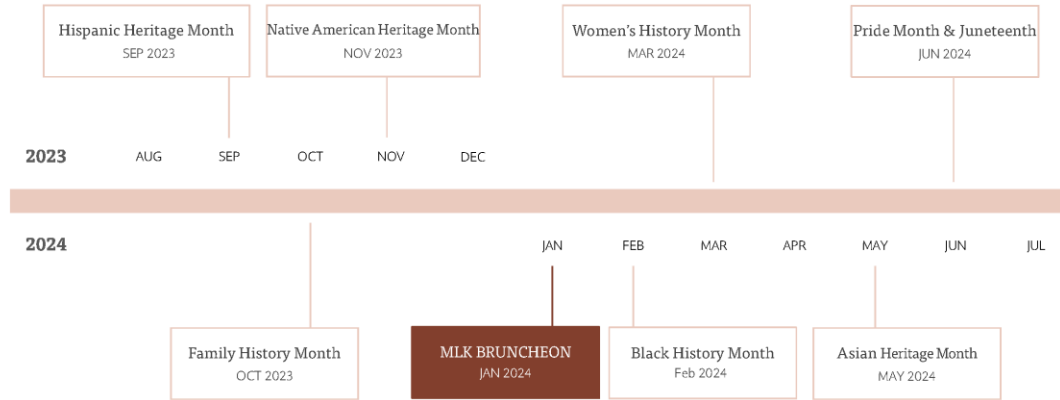 Hispanic Heritage Month
SEP 2023
Native American Heritage Month
NOV 2023
Women's History Month
MAR 2024
Pride Month & Juneteenth
JUN 2024
2023 AUG SEP OCT NOV DEC
2024 JAN FEB MAR APR MAY JUN JUL
Family History Month
OCT 2023
MLK BRUNCHEON
JAN 2024
Black History Month
Feb 2024
Asian Heritage Month
MAY 2024